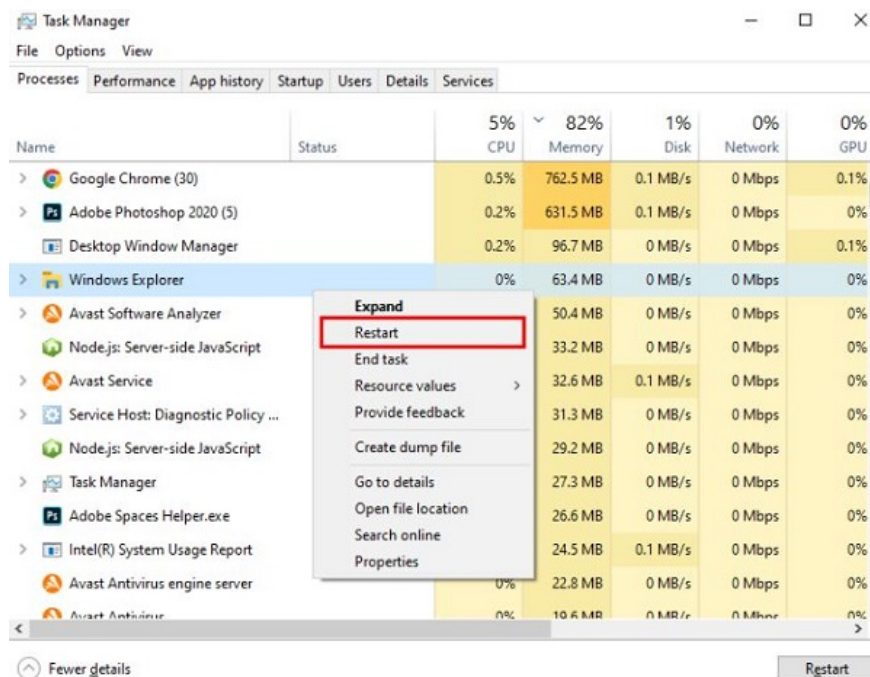 Task Manager
File Options View
Processes Performance App history Startup Users Details Services
5% 82% 1% 0% 0%
Name Status CPU Memory Disk Network GPU
Google Chrome (30) 0.5% 762.5 MB 0.1 MB/s 0 Mbps 0.1%
Adobe Photoshop 2020 (5) 0.2% 631.5 MB 0.1 MB/s 0 Mbps 0%
Desktop Window Manager 0.2% 96.7 MB 0 MB/s 0 Mbps 0.1%
Windows Explorer 0% 63.4 MB 0 MB/s 0 Mbps 0%
Avast Software Analyzer 50.4 MB 0 MB/s 0 Mbps 0%
Node.js: Server-side JavaScript 33.2 MB 0 MB/s 0 Mbps 0%
Avast Service 32.6 MB 0.1 MB/s 0 Mbps 0%
Service Host: Diagnostic Policy ... 31.3 MB 0 MB/s 0 Mbps 0%
Node.js: Server-side JavaScript 29.2 MB 0 MB/s 0 Mbps 0%
Task Manager 27.3 MB 0 MB/s 0 Mbps 0%
Adobe Spaces Helper.exe 26.6 MB 0 MB/s 0 Mbps 0%
Intel(R) System Usage Report 24.5 MB 0.1 MB/s 0 Mbps 0%
Avast Antivirus engine server 0% 22.8 MB 0 MB/s 0 Mbps 0%
Avast Antivirus 0% 19.6 MB 0 MB/s 0 Mbps 0%
Expand
Restart
End task
Resource values
Provide feedback
Create dump file
Go to details
Open file location
Search online
Properties
Fewer details
Restart